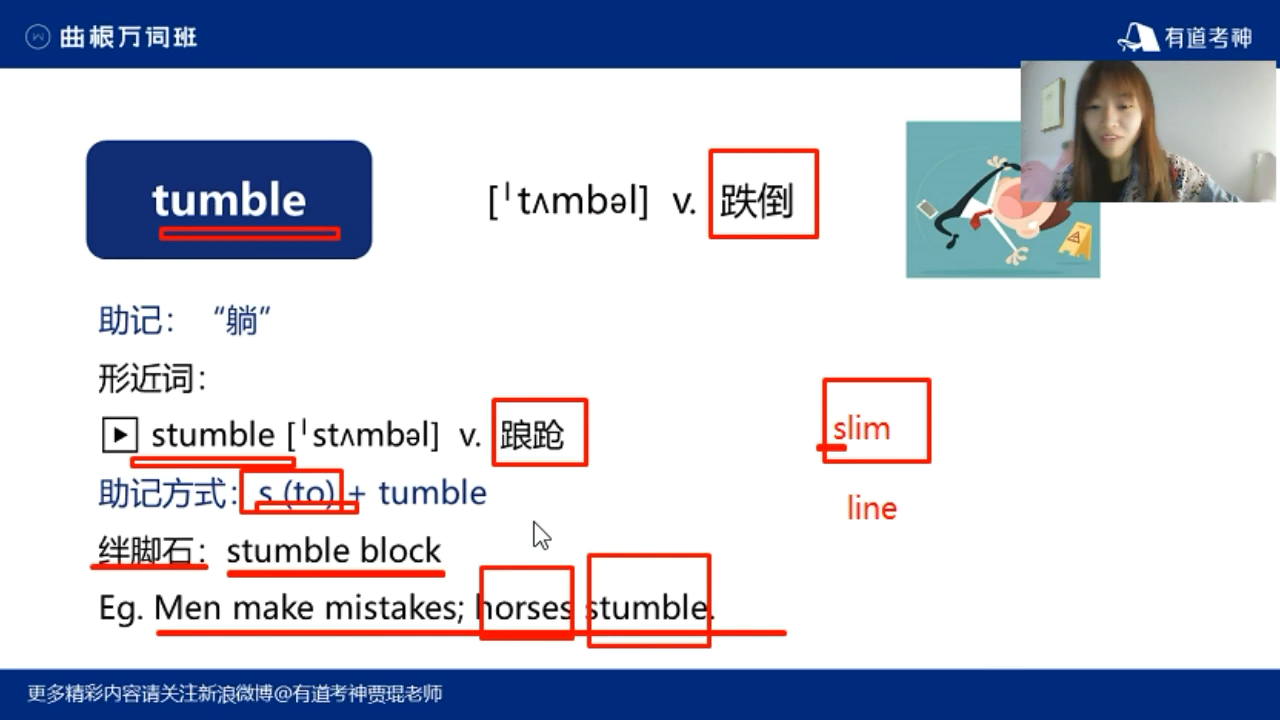 曲根万词班
有道考神
tumble
[ˈtʌmbəl] v. 跌倒
助记：“躺”
形近词：
stumble [ˈstʌmbəl] v. 踉跄
slim
助记方式：s (to) + tumble
line
绊脚石：stumble block
Eg. Men make mistakes; horses stumble.
更多精彩内容请关注新浪微博@有道考神贾琨老师